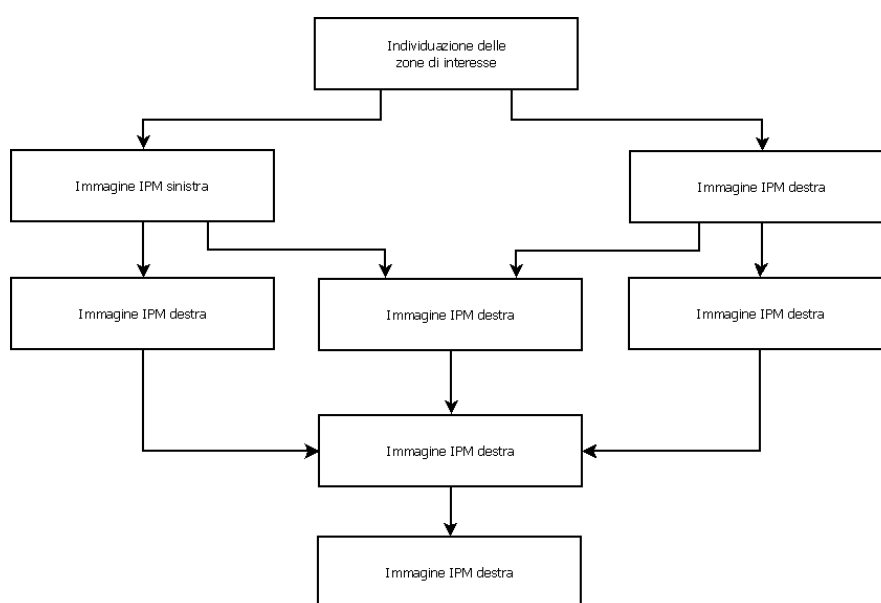 Individuazione delle
zone di interesse
Immagine IPM sinistra
Immagine IPM destra
Immagine IPM destra
Immagine IPM destra
Immagine IPM destra
Immagine IPM destra
Immagine IPM destra